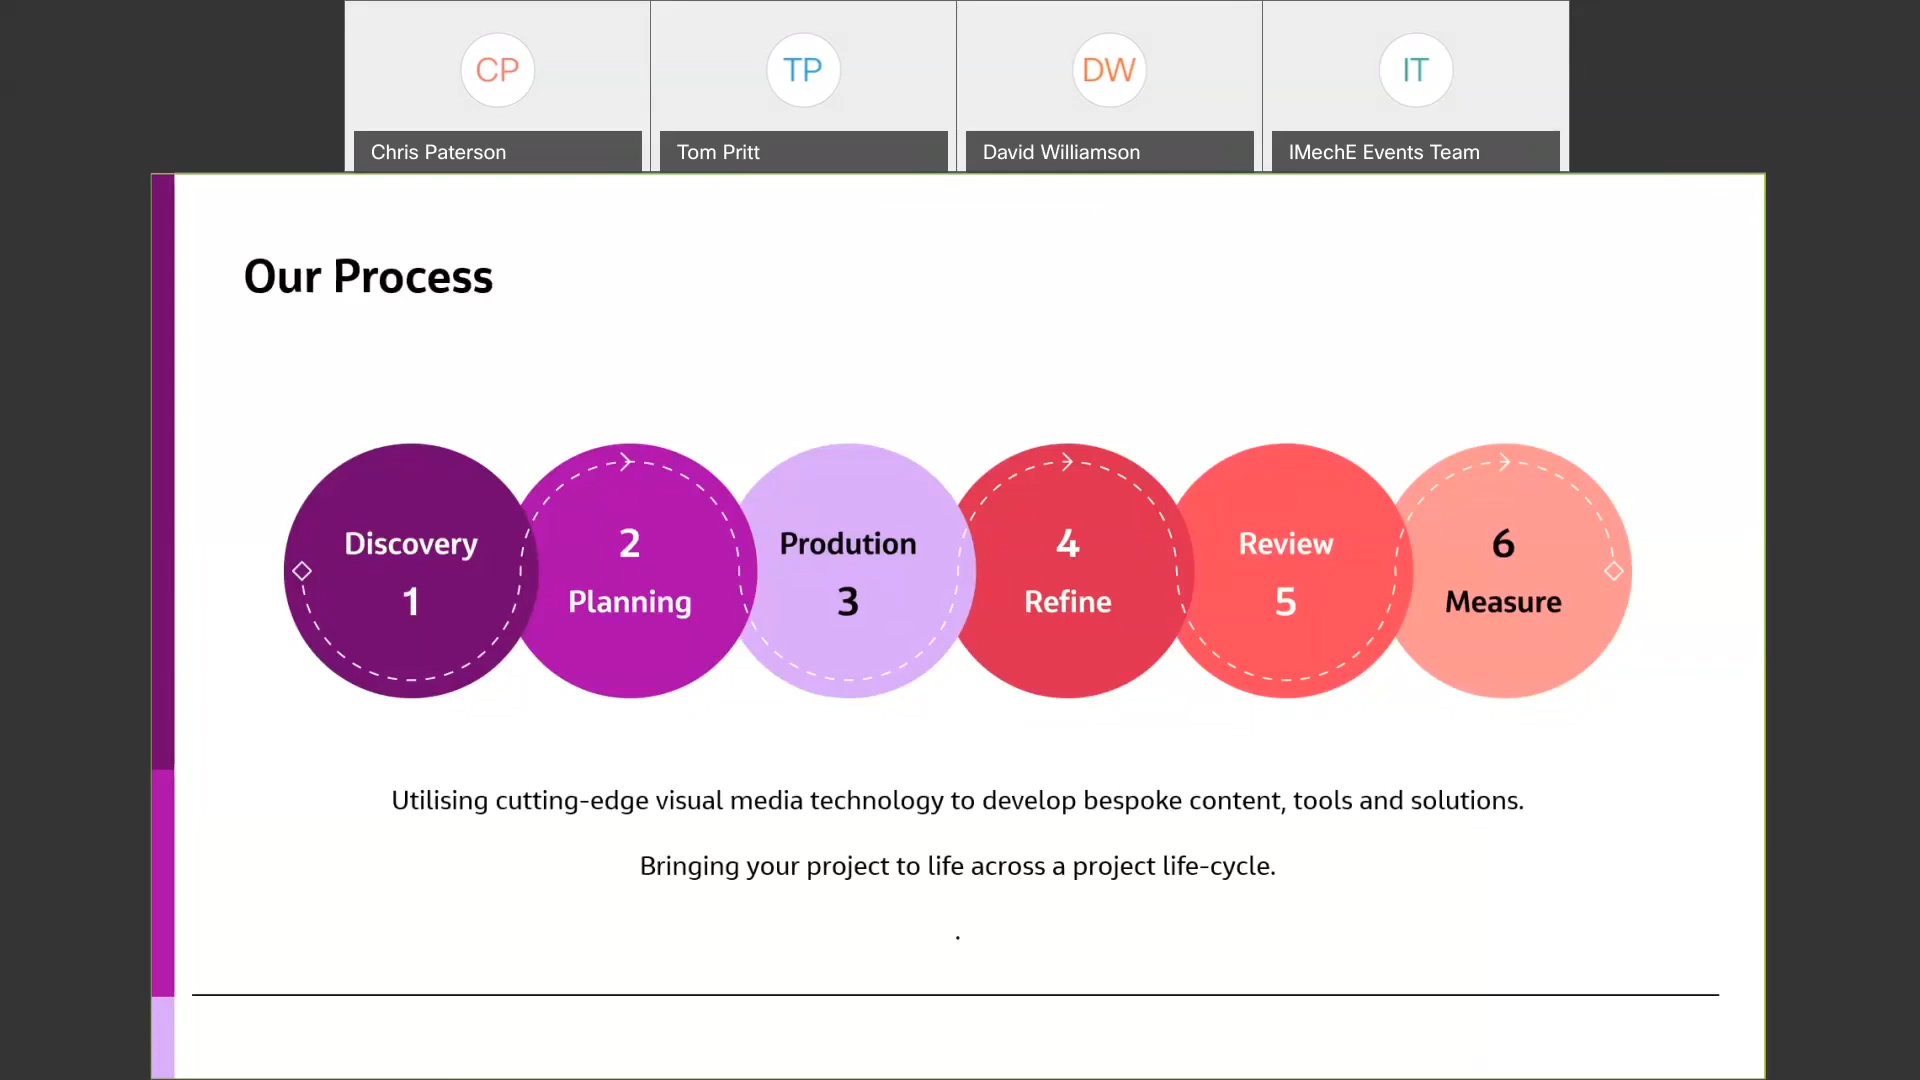 CP
TP
DW
IT
Chris Paterson
Tom Pritt
David Williamson
IMechE Events Team
Our Process
Discovery
1
2
Planning
Prodution
3
4
Refine
Review
5
6
Measure
Utilising cutting-edge visual media technology to develop bespoke content, tools and solutions.
Bringing your project to life across a project life-cycle.
.